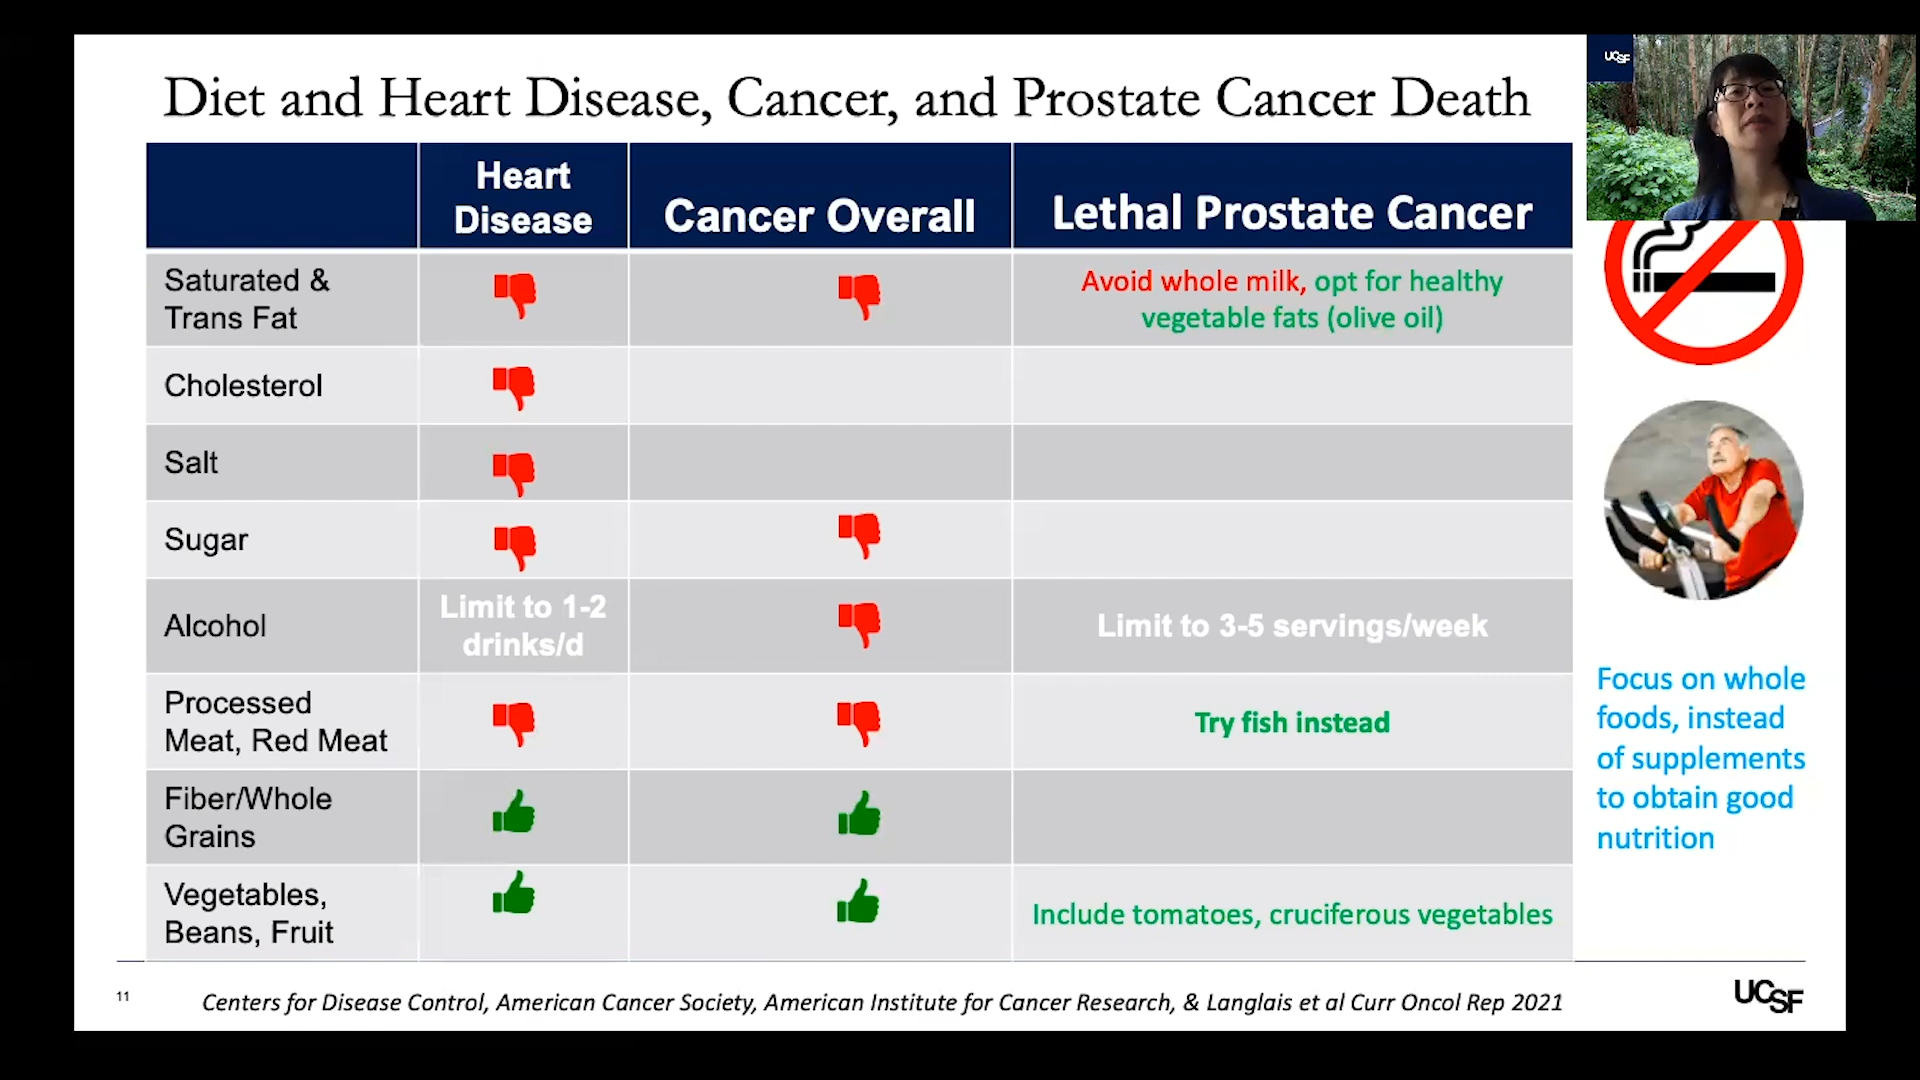 Diet and Heart Disease, Cancer, and Prostate Cancer Death
UCSF
Heart
Disease
Cancer Overall
Lethal Prostate Cancer
Saturated &
Trans Fat
Avoid whole milk, opt for healthy
vegetable fats (olive oil)
Cholesterol
Salt
Sugar
Alcohol
Limit to 1-2
drinks/d
Limit to 3-5 servings/week
Processed
Meat, Red Meat
Try fish instead
Fiber/Whole
Grains
Vegetables,
Beans, Fruit
Include tomatoes, cruciferous vegetables
Focus on whole
foods, instead
of supplements
to obtain good
nutrition
11
Centers for Disease Control, American Cancer Society, American Institute for Cancer Research, & Langlais et al Curr Oncol Rep 2021
UCSF